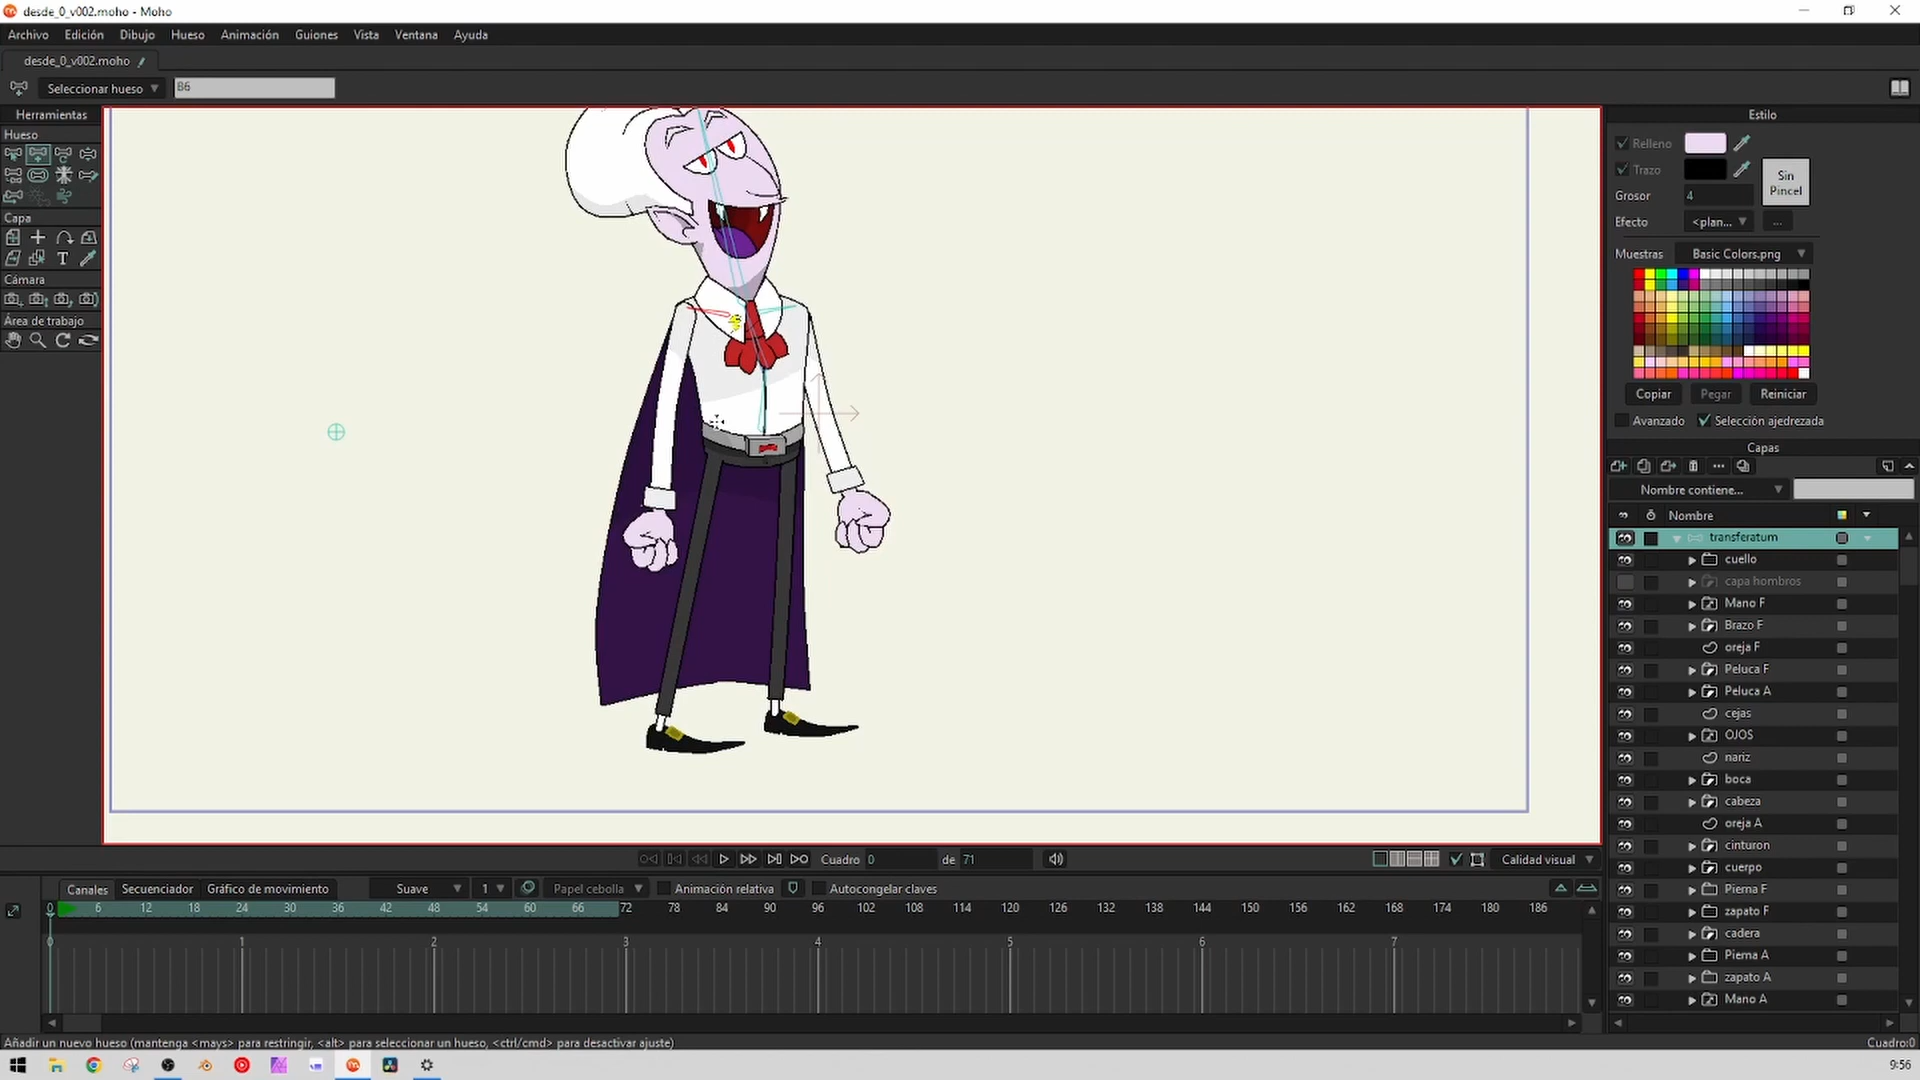 desde_0_v002.moho - Moho
Archivo Edición Dibujo Hueso Animación Guiones Vista Ventana Ayuda
desde_0_v002.moho
Seleccionar hueso B6
Herramientas
Hueso
Capa
Cámara
Área de trabajo
Estilo
Relleno
Trazo
Sin Pincel
Grosor 4
Efecto <plan... ...
Muestras Basic Colors.png
Copiar Pegar Reiniciar
Avanzado Selección ajedrezada
Capas
Nombre contiene...
Nombre
transferatum
cuello
capa hombros
Mano F
Brazo F
oreja F
Peluca F
Peluca A
cejas
OJOS
nariz
boca
cabeza
oreja A
cinturon
cuerpo
Pierna F
zapato F
cadera
Pierna A
zapato A
Mano A
Cuadro 0 de 71
Calidad visual
Canales Secuenciador Gráfico de movimiento Suave 1 Papel cebolla Animación relativa Autocongelar claves
0 6 12 18 24 30 36 42 48 54 60 66 72 78 84 90 96 102 108 114 120 126 132 138 144 150 156 162 168 174 180 186
0 1 2 3 4 5 6 7
Añadir un nuevo hueso (mantenga <mays> para restringir, <alt> para seleccionar un hueso, <ctrl/cmd> para desactivar ajuste)
Cuadro:0
9:56